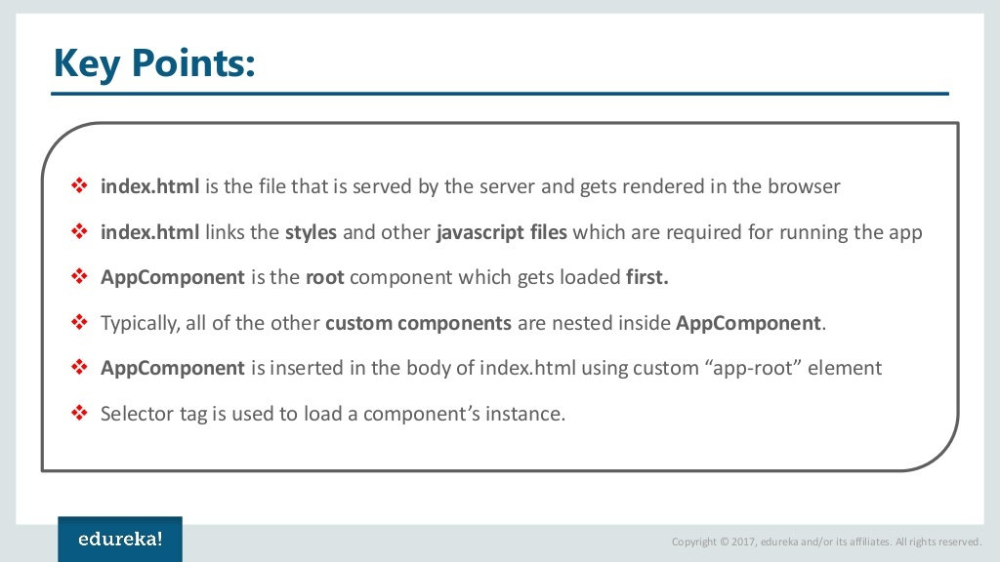 Key Points:
index.html is the file that is served by the server and gets rendered in the browser
index.html links the styles and other javascript files which are required for running the app
AppComponent is the root component which gets loaded first.
Typically, all of the other custom components are nested inside AppComponent.
AppComponent is inserted in the body of index.html using custom “app-root” element
Selector tag is used to load a component’s instance.
edureka!
Copyright © 2017, edureka and/or its affiliates. All rights reserved.